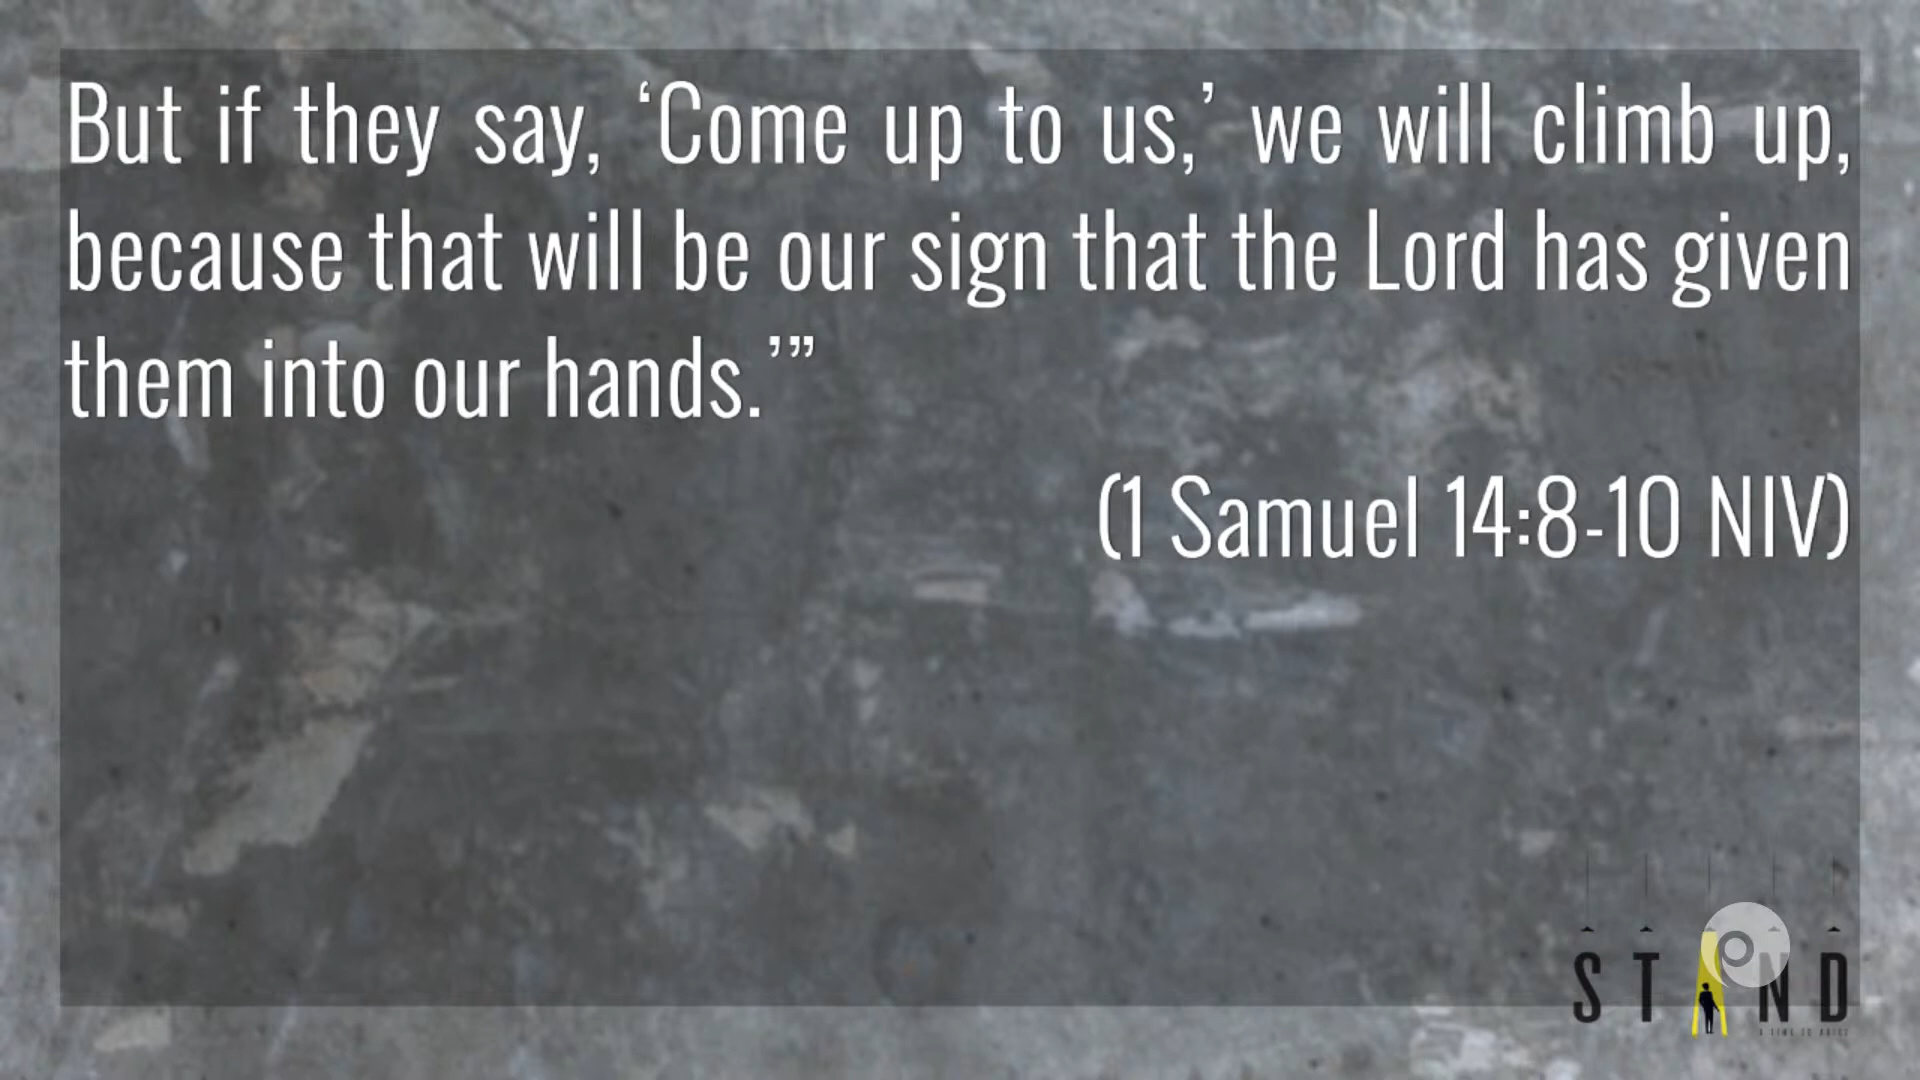 But if they say, ‘Come up to us,’ we will climb up,
because that will be our sign that the Lord has given
them into our hands.’”
(1 Samuel 14:8-10 NIV)
STAND